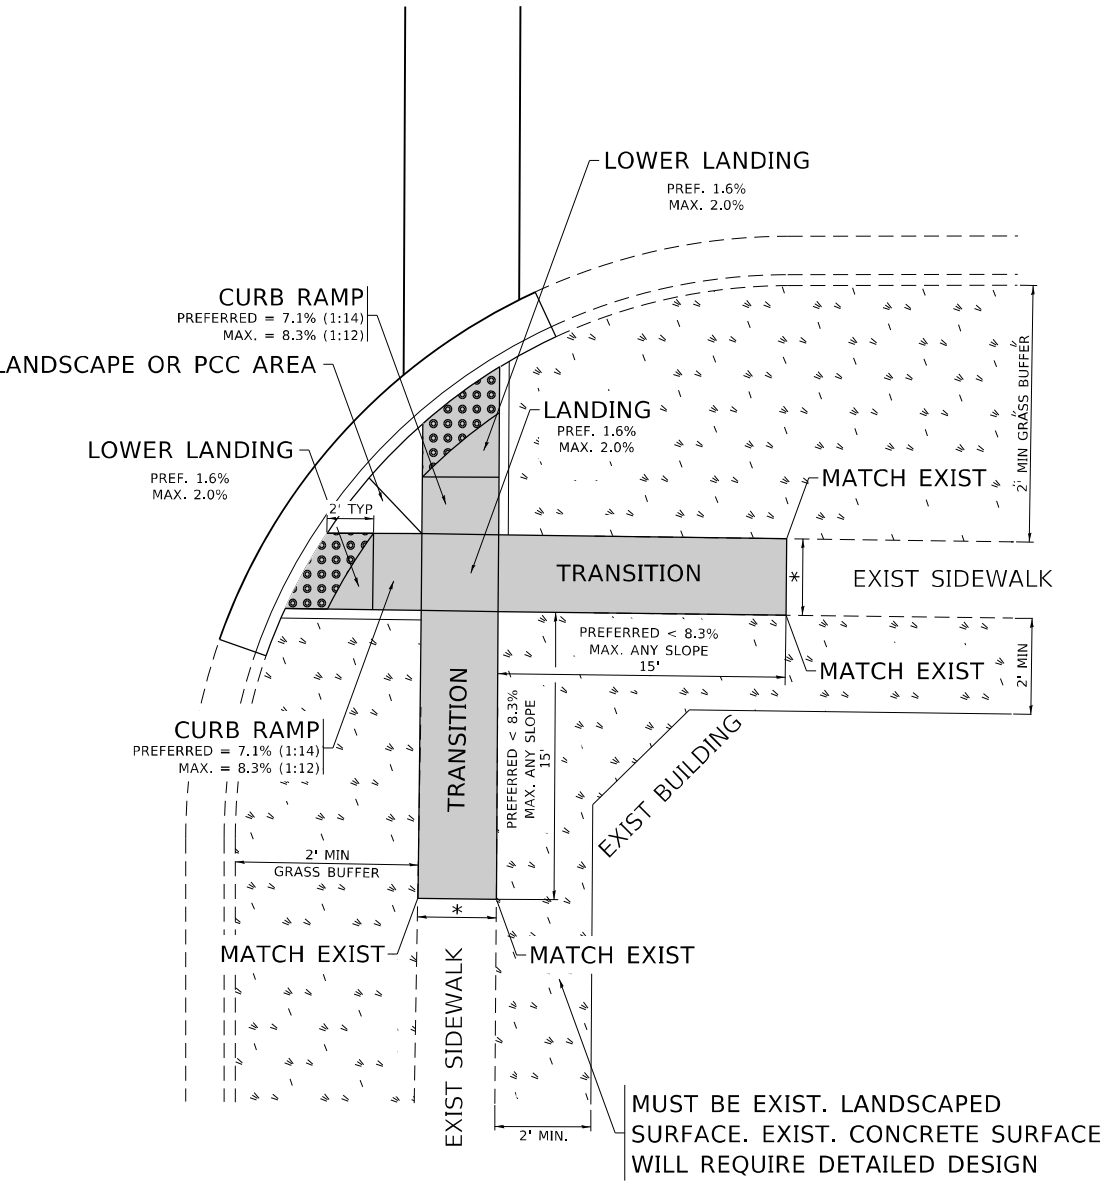 LOWER LANDING
PREF. 1.6%
MAX. 2.0%
CURB RAMP
PREFERRED = 7.1% (1:14)
MAX. = 8.3% (1:12)
LANDSCAPE OR PCC AREA
LANDING
PREF. 1.6%
MAX. 2.0%
2' MIN GRASS BUFFER
LOWER LANDING
PREF. 1.6%
MAX. 2.0%
MATCH EXIST
2' TYP
TRANSITION
*
EXIST SIDEWALK
PREFERRED < 8.3%
MAX. ANY SLOPE
15'
MATCH EXIST
2' MIN
CURB RAMP
PREFERRED = 7.1% (1:14)
MAX. = 8.3% (1:12)
TRANSITION
PREFERRED < 8.3%
MAX. ANY SLOPE
15'
EXIST BUILDING
2' MIN
GRASS BUFFER
*
MATCH EXIST
MATCH EXIST
EXIST SIDEWALK
2' MIN.
MUST BE EXIST. LANDSCAPED
SURFACE. EXIST. CONCRETE SURFACE
WILL REQUIRE DETAILED DESIGN